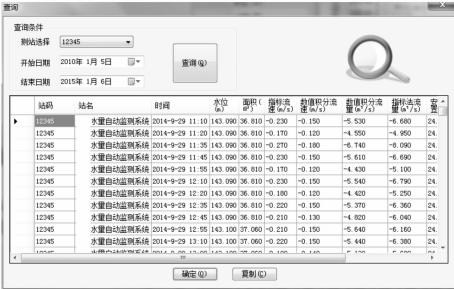 查询
查询条件
测站选择 12345
开始日期 2010年 1月 5日
查询(Q)
结束日期 2015年 1月 6日
站码 站名 时间 水位(m) 面积(m²) 指标流速(m/s) 数值积分流速(m/s) 数值积分流量(m³/s) 指标法流量(m³/s)
12345 水量自动监测系统 2014-9-29 11:10 143.090 36.810 -0.230 -0.150 -5.530 -6.680 24.
12345 水量自动监测系统 2014-9-29 11:20 143.090 36.810 -0.170 -0.120 -4.550 -4.950 24.
12345 水量自动监测系统 2014-9-29 11:35 143.090 36.810 -0.270 -0.180 -6.740 -8.090 24.
12345 水量自动监测系统 2014-9-29 11:45 143.090 36.810 -0.230 -0.150 -5.610 -6.690 24.
12345 水量自动监测系统 2014-9-29 11:55 143.090 36.810 -0.170 -0.120 -4.430 -5.100 24.
12345 水量自动监测系统 2014-9-29 12:10 143.090 36.810 -0.230 -0.150 -5.540 -6.790 24.
12345 水量自动监测系统 2014-9-29 12:20 143.090 36.810 -0.180 -0.120 -4.420 -5.250 24.
12345 水量自动监测系统 2014-9-29 12:35 143.090 36.810 -0.220 -0.150 -5.370 -6.360 24.
12345 水量自动监测系统 2014-9-29 12:45 143.090 36.810 -0.210 -0.130 -4.820 -6.040 24.
12345 水量自动监测系统 2014-9-29 12:55 143.100 37.060 -0.210 -0.150 -5.640 -6.160 24.
12345 水量自动监测系统 2014-9-29 13:10 143.100 37.060 -0.220 -0.150 -5.440 -6.380 24.
确定(O) 复制(C)